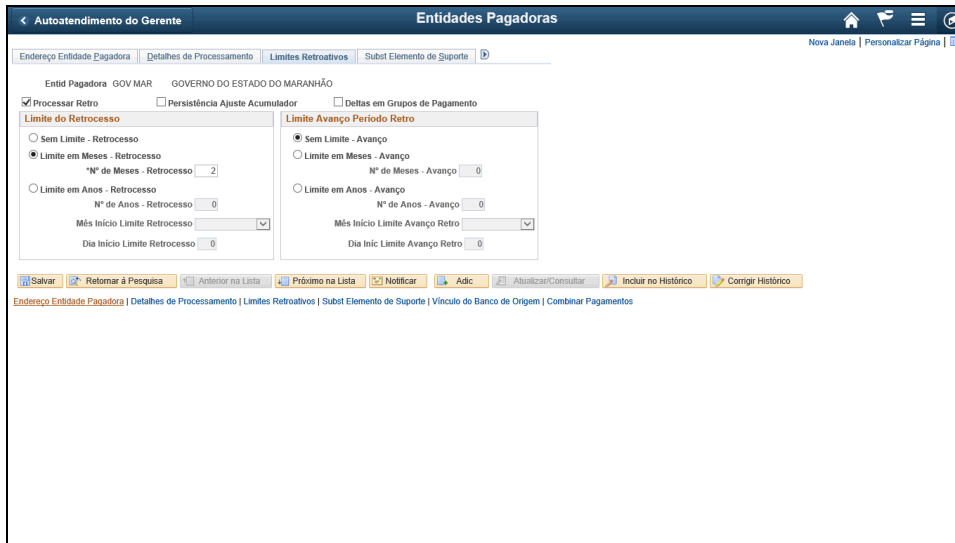 Autoatendimento do Gerente
Entidades Pagadoras
Nova Janela | Personalizar Página |
Endereço Entidade Pagadora Detalhes de Processamento Limites Retroativos Subst Elemento de Suporte
Entid Pagadora GOV MAR GOVERNO DO ESTADO DO MARANHÃO
Processar Retro Persistência Ajuste Acumulador Deltas em Grupos de Pagamento
Limite do Retrocesso
Sem Limite - Retrocesso
Limite em Meses - Retrocesso
*Nº de Meses - Retrocesso 2
Limite em Anos - Retrocesso
Nº de Anos - Retrocesso 0
Mês Início Limite Retrocesso
Dia Início Limite Retrocesso 0
Limite Avanço Periodo Retro
Sem Limite - Avanço
Limite em Meses - Avanço
Nº de Meses - Avanço 0
Limite em Anos - Avanço
Nº de Anos - Avanço 0
Mês Início Limite Avanço Retro
Dia Iníc Limite Avanço Retro 0
Salvar Retornar à Pesquisa Anterior na Lista Próximo na Lista Notificar Adic Atualizar/Consultar Incluir no Histórico Corrigir Histórico
Endereço Entidade Pagadora | Detalhes de Processamento | Limites Retroativos | Subst Elemento de Suporte | Vínculo do Banco de Origem | Combinar Pagamentos